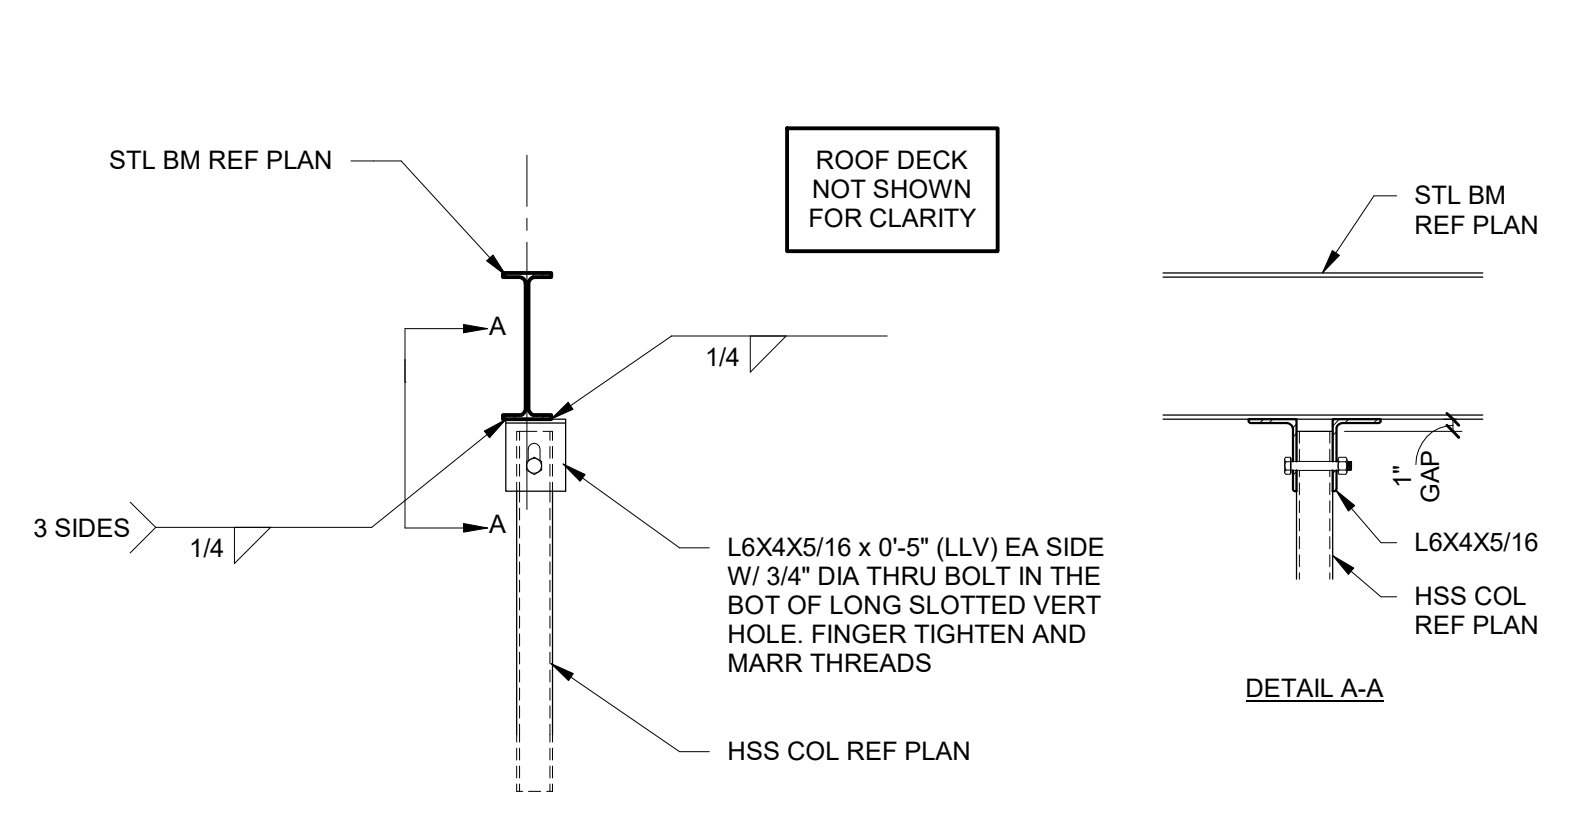 STL BM REF PLAN
ROOF DECK
NOT SHOWN
FOR CLARITY
STL BM
REF PLAN
A
1/4
3 SIDES
1/4
A
L6X4X5/16 x 0'-5" (LLV) EA SIDE
W/ 3/4" DIA THRU BOLT IN THE
BOT OF LONG SLOTTED VERT
HOLE. FINGER TIGHTEN AND
MARR THREADS
HSS COL REF PLAN
1"
GAP
L6X4X5/16
HSS COL
REF PLAN
DETAIL A-A